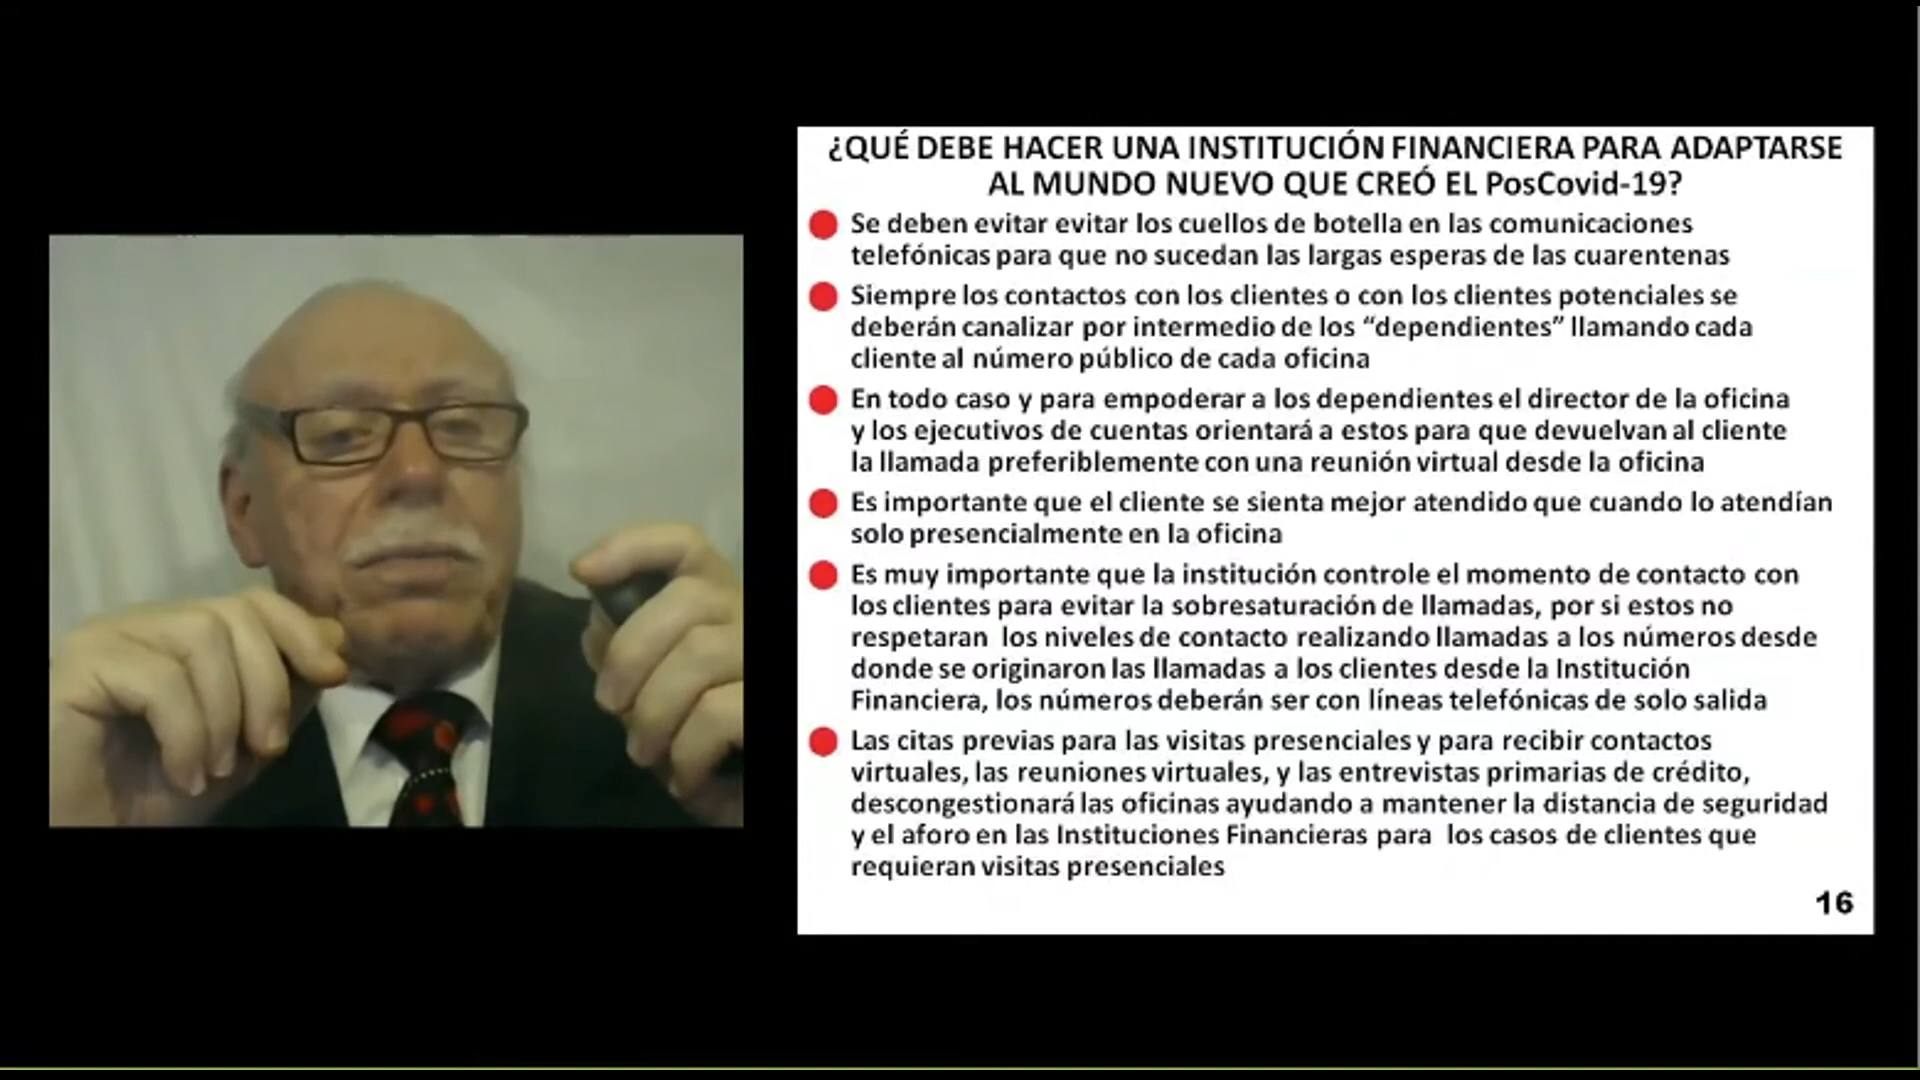 ¿QUÉ DEBE HACER UNA INSTITUCIÓN FINANCIERA PARA ADAPTARSE
AL MUNDO NUEVO QUE CREÓ EL PosCovid-19?
Se deben evitar evitar los cuellos de botella en las comunicaciones
telefónicas para que no sucedan las largas esperas de las cuarentenas
Siempre los contactos con los clientes o con los clientes potenciales se
deberán canalizar por intermedio de los “dependientes” llamando cada
cliente al número público de cada oficina
En todo caso y para empoderar a los dependientes el director de la oficina
y los ejecutivos de cuentas orientará a estos para que devuelvan al cliente
la llamada preferiblemente con una reunión virtual desde la oficina
Es importante que el cliente se sienta mejor atendido que cuando lo atendían
solo presencialmente en la oficina
Es muy importante que la institución controle el momento de contacto con
los clientes para evitar la sobresaturación de llamadas, por si estos no
respetaran los niveles de contacto realizando llamadas a los números desde
donde se originaron las llamadas a los clientes desde la Institución
Financiera, los números deberán ser con líneas telefónicas de solo salida
Las citas previas para las visitas presenciales y para recibir contactos
virtuales, las reuniones virtuales, y las entrevistas primarias de crédito,
descongestionará las oficinas ayudando a mantener la distancia de seguridad
y el aforo en las Instituciones Financieras para los casos de clientes que
requieran visitas presenciales
16